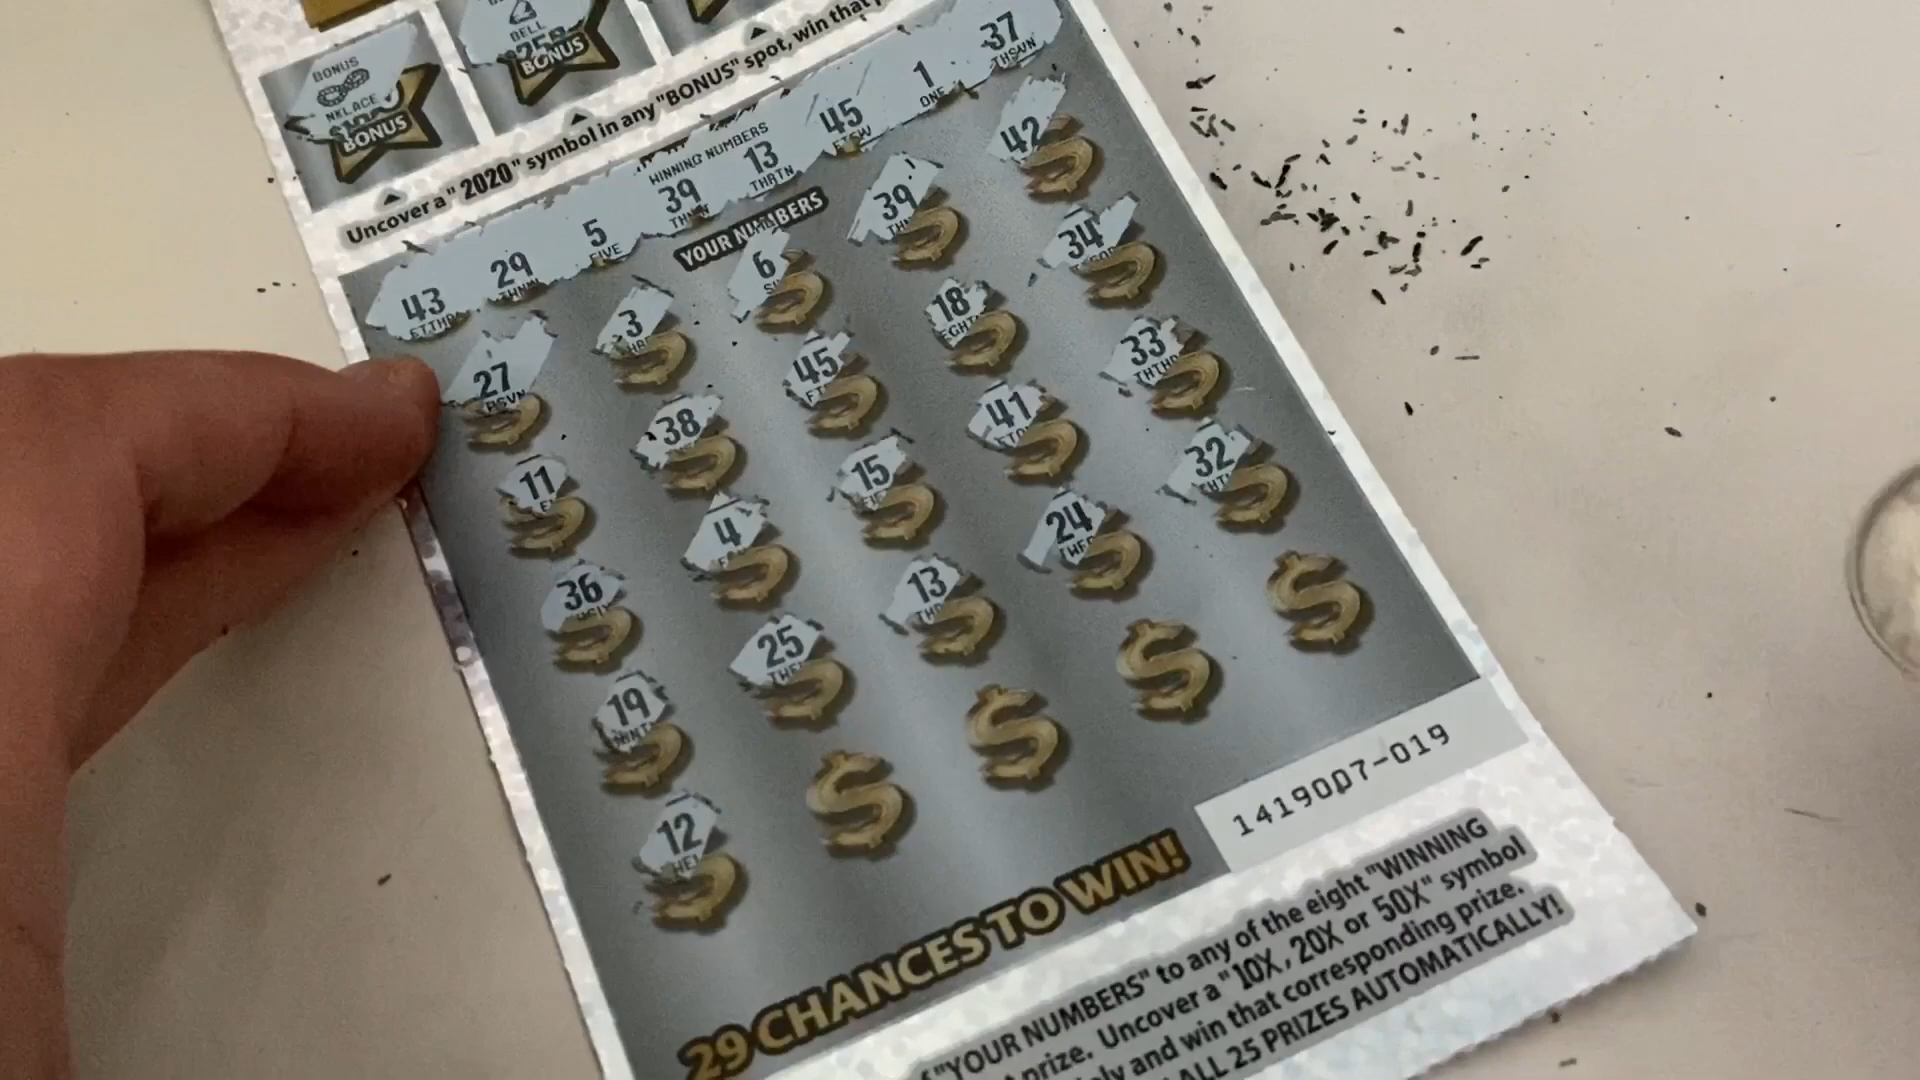 BONUS
NKLACE
BONUS
BELL
BONUS
Uncover a "2020" symbol in any "BONUS" spot, win that
WINNING NUMBERS
43 29 5 39 13 45 1 37
THNN FIVE THRTN ONE THSVN
YOUR NUMBERS
27 3 6 39 42
11 38 45 18 34
36 4 15 41 33
19 25 13 24 32
12
1419007-019
29 CHANCES TO WIN!
"YOUR NUMBERS" to any of the eight "WINNING
prize. Uncover a "10X, 20X or 50X" symbol
and win that corresponding prize.
ALL 25 PRIZES AUTOMATICALLY!